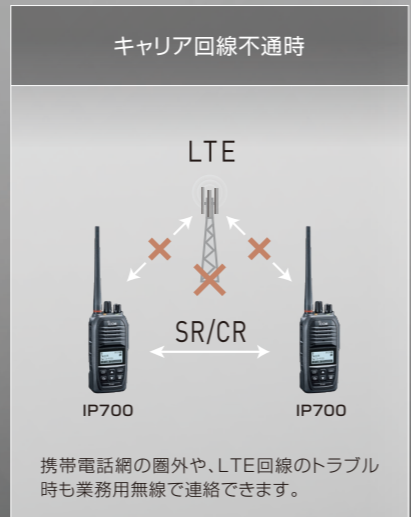 キャリア回線不通時
LTE
SR/CR
IP700
IP700
携帯電話網の圏外や、LTE回線のトラブル
時も業務用無線で連絡できます。